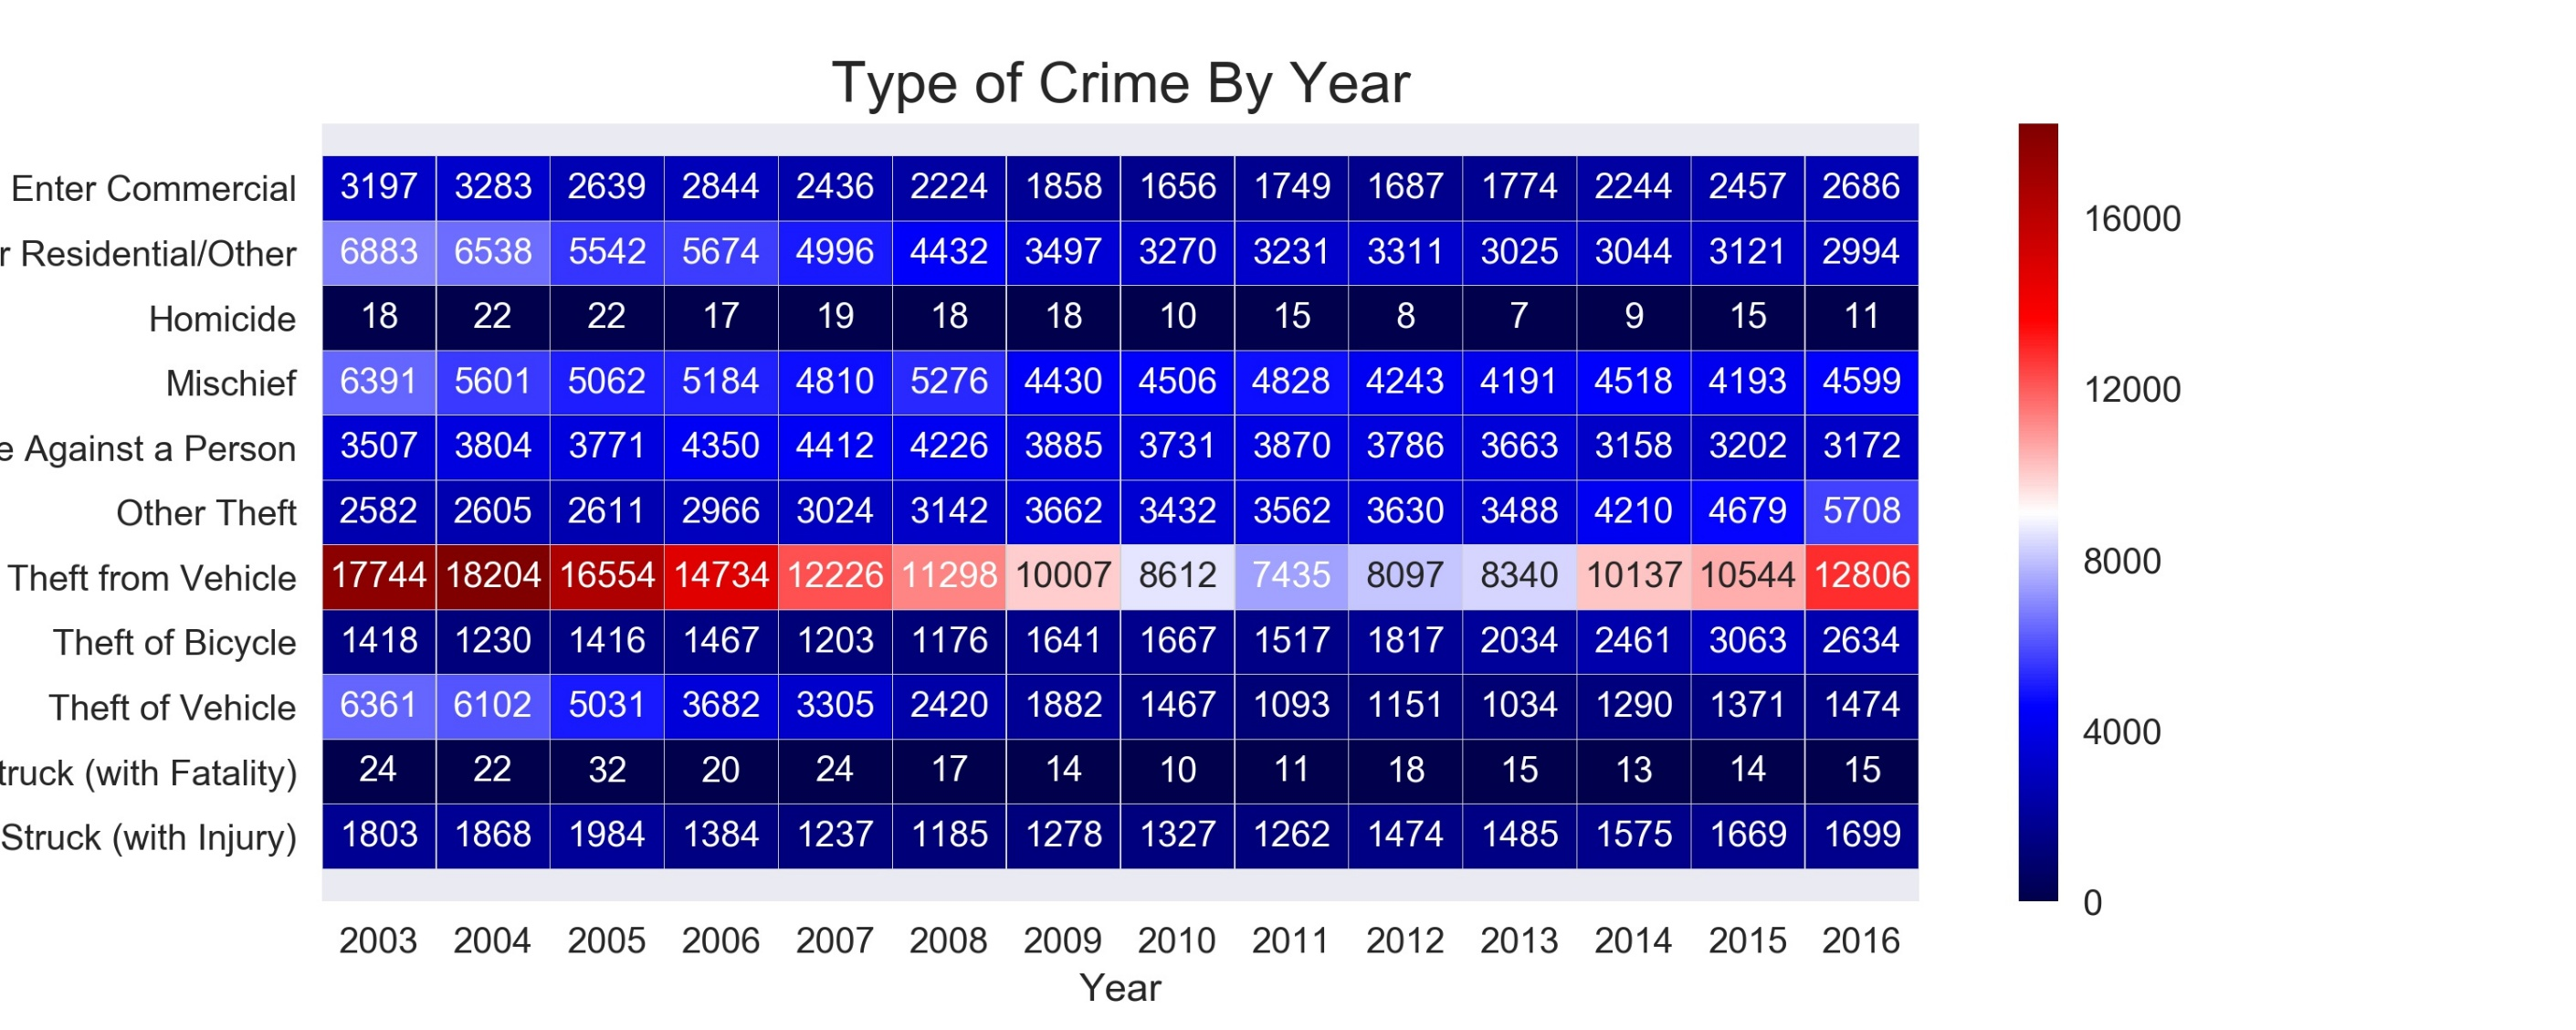 Type of Crime By Year
Enter Commercial 3197 3283 2639 2844 2436 2224 1858 1656 1749 1687 1774 2244 2457 2686
r Residential/Other 6883 6538 5542 5674 4996 4432 3497 3270 3231 3311 3025 3044 3121 2994
Homicide 18 22 22 17 19 18 18 10 15 8 7 9 15 11
Mischief 6391 5601 5062 5184 4810 5276 4430 4506 4828 4243 4191 4518 4193 4599
e Against a Person 3507 3804 3771 4350 4412 4226 3885 3731 3870 3786 3663 3158 3202 3172
Other Theft 2582 2605 2611 2966 3024 3142 3662 3432 3562 3630 3488 4210 4679 5708
Theft from Vehicle 17744 18204 16554 14734 12226 11298 10007 8612 7435 8097 8340 10137 10544 12806
Theft of Bicycle 1418 1230 1416 1467 1203 1176 1641 1667 1517 1817 2034 2461 3063 2634
Theft of Vehicle 6361 6102 5031 3682 3305 2420 1882 1467 1093 1151 1034 1290 1371 1474
truck (with Fatality) 24 22 32 20 24 17 14 10 11 18 15 13 14 15
Struck (with Injury) 1803 1868 1984 1384 1237 1185 1278 1327 1262 1474 1485 1575 1669 1699
2003 2004 2005 2006 2007 2008 2009 2010 2011 2012 2013 2014 2015 2016
Year
16000
12000
8000
4000
0